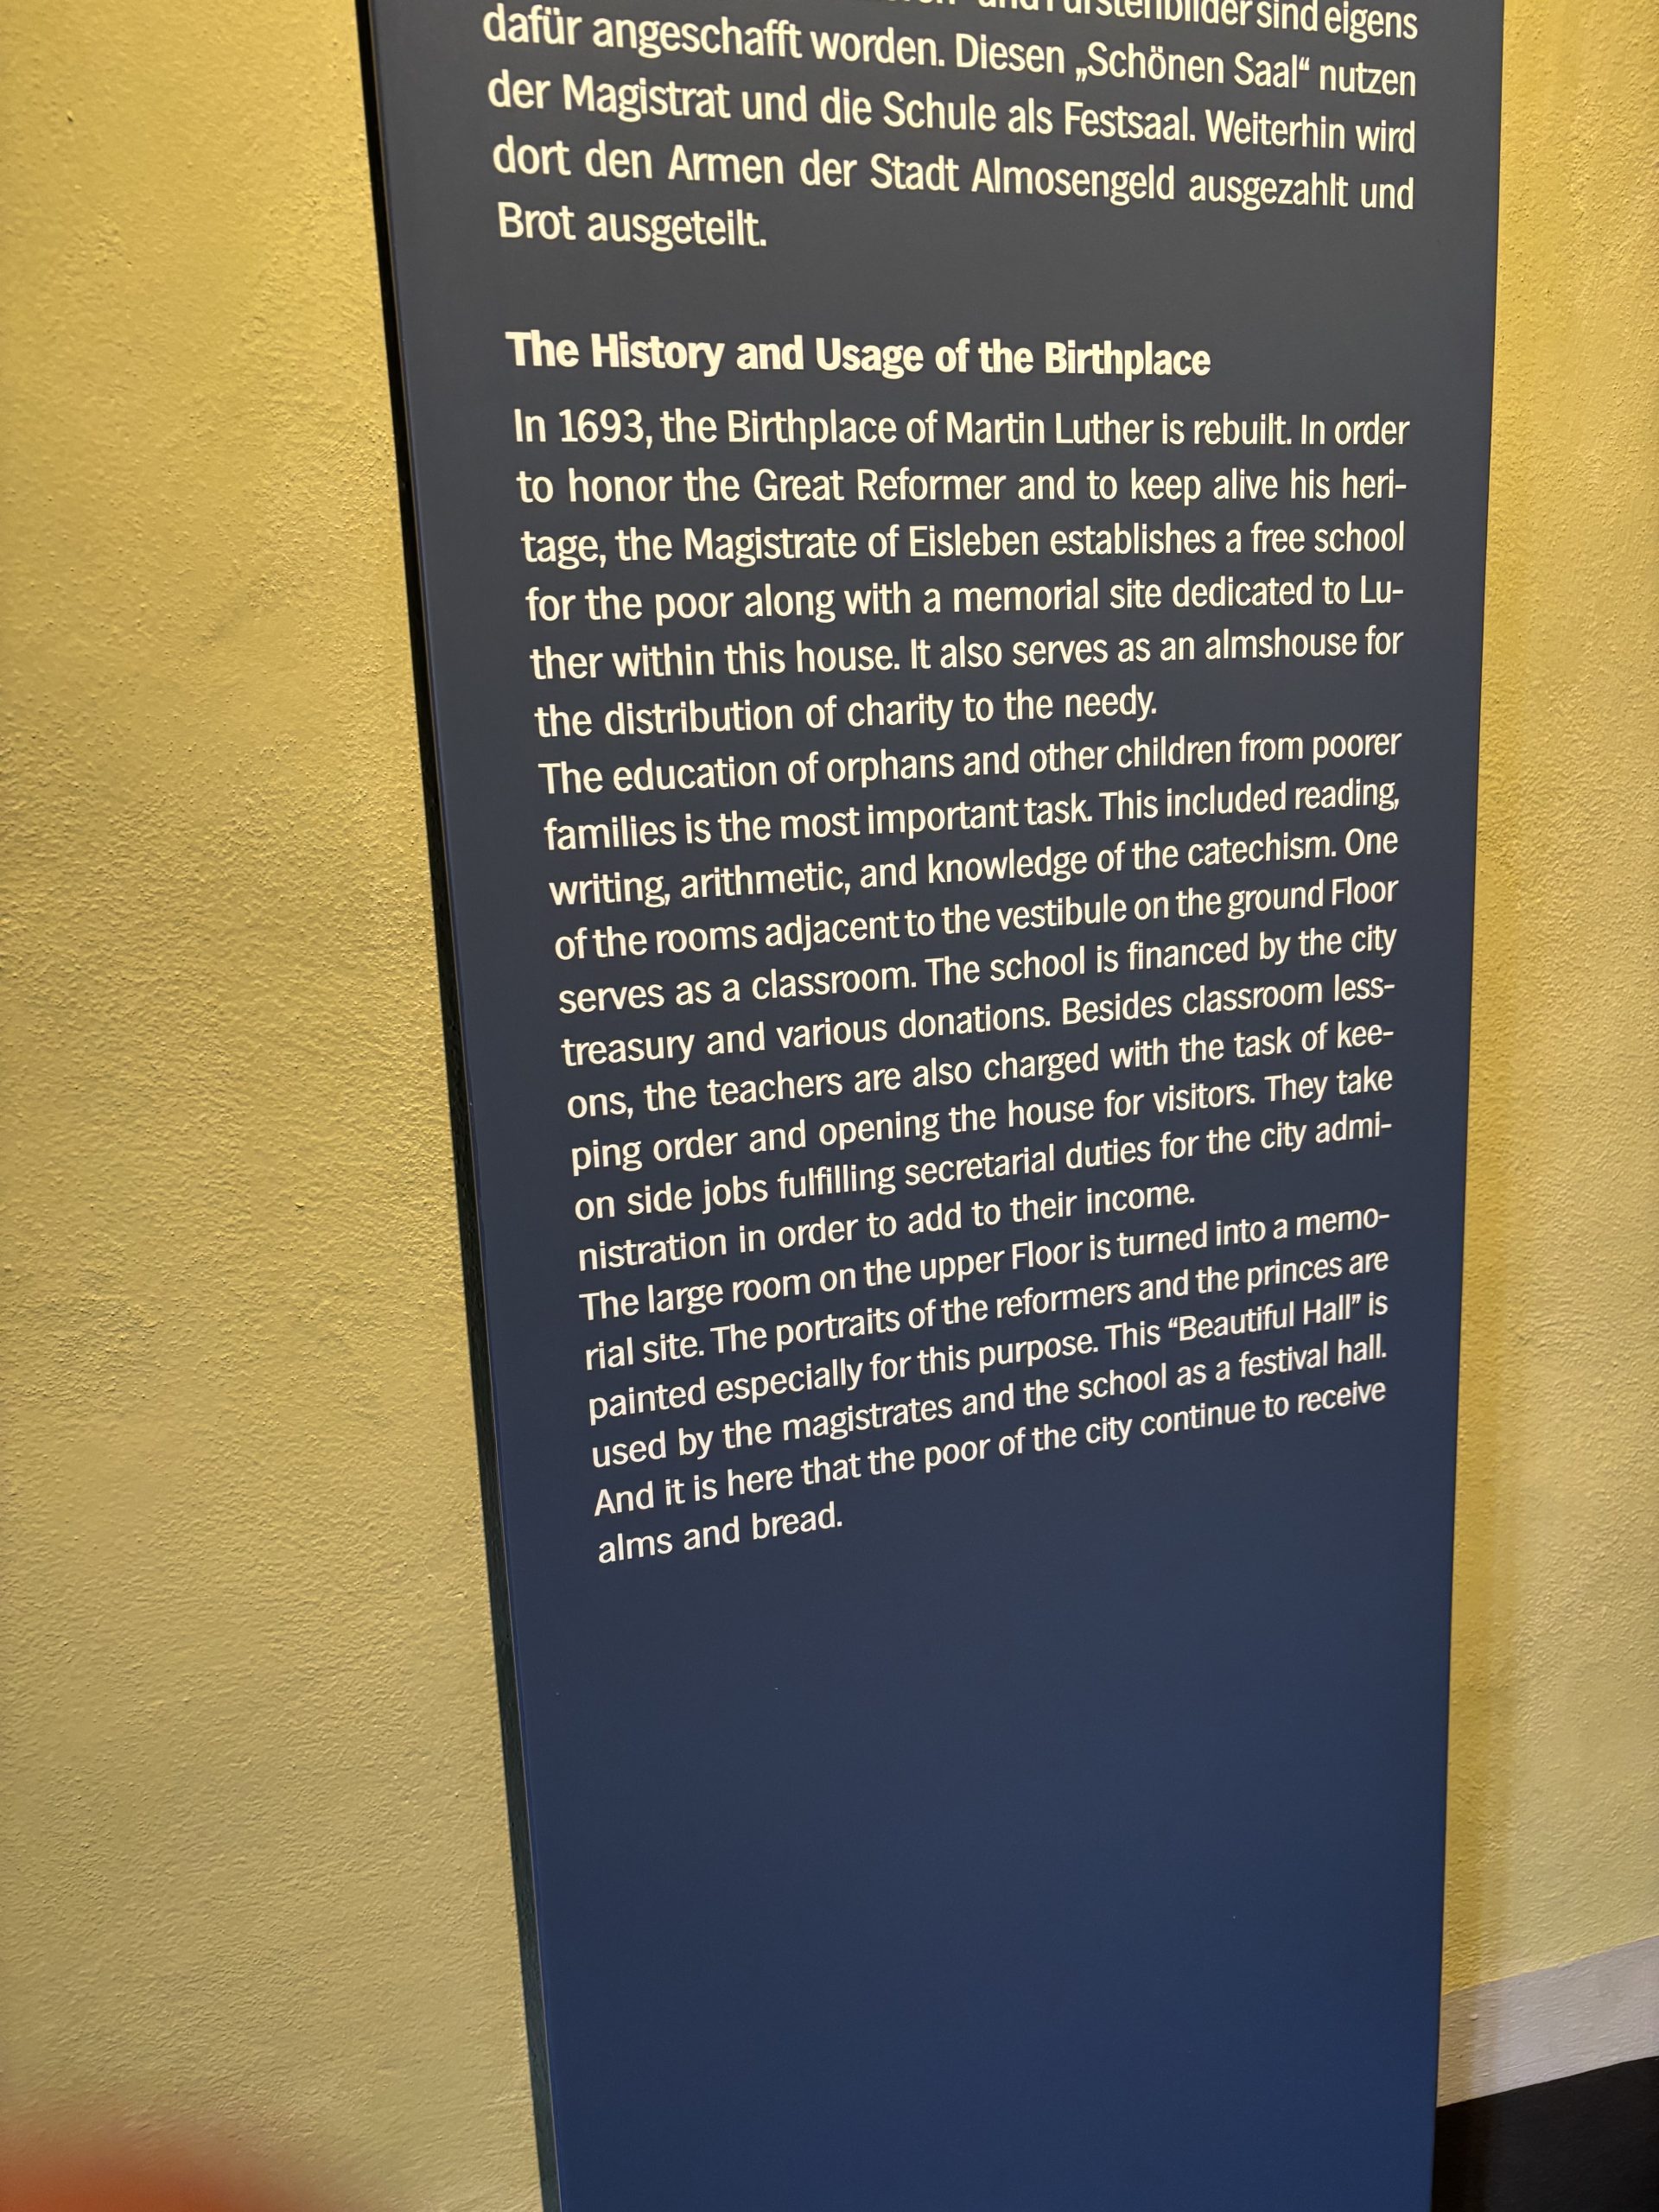 sind eigens
dafür angeschafft worden. Diesen „Schönen Saal“ nutzen
der Magistrat und die Schule als Festsaal. Weiterhin wird
dort den Armen der Stadt Almosengeld ausgezahlt und
Brot ausgeteilt.
The History and Usage of the Birthplace
In 1693, the Birthplace of Martin Luther is rebuilt. In order
to honor the Great Reformer and to keep alive his heri-
tage, the Magistrate of Eisleben establishes a free school
for the poor along with a memorial site dedicated to Lu-
ther within this house. It also serves as an almshouse for
the distribution of charity to the needy.
The education of orphans and other children from poorer
families is the most important task. This included reading,
writing, arithmetic, and knowledge of the catechism. One
of the rooms adjacent to the vestibule on the ground Floor
serves as a classroom. The school is financed by the city
treasury and various donations. Besides classroom less-
ons, the teachers are also charged with the task of kee-
ping order and opening the house for visitors. They take
on side jobs fulfilling secretarial duties for the city admi-
nistration in order to add to their income.
The large room on the upper Floor is turned into a memo-
rial site. The portraits of the reformers and the princes are
painted especially for this purpose. This “Beautiful Hall” is
used by the magistrates and the school as a festival hall.
And it is here that the poor of the city continue to receive
alms and bread.